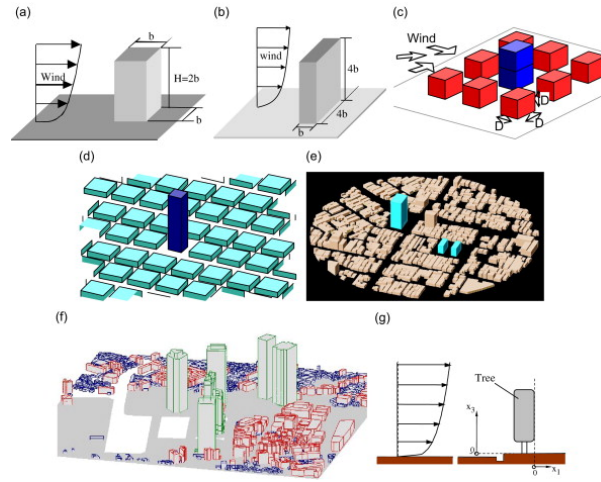 (a)
b
Wind
H=2b
b
(b)
wind
4b
b
4b
(c)
Wind
D
D
D
(d)
(e)
(f)
(g)
Tree
x3
0
0
x1